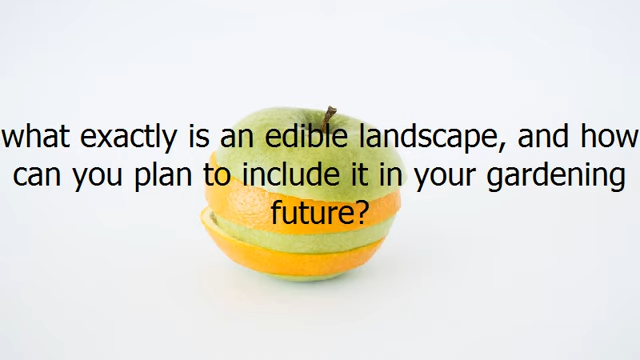 what exactly is an edible landscape, and how
can you plan to include it in your gardening
future?